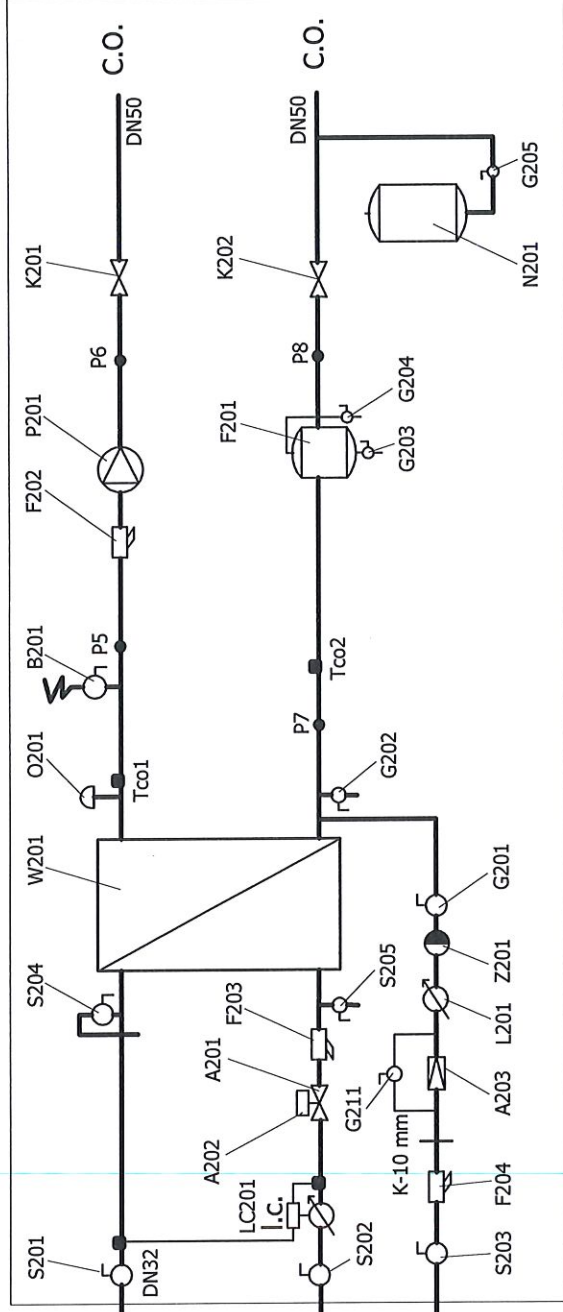 C.O.
DN50
K201
P6
P201
F202
B201
P5
O201
Tco1
W201
S204
S201
DN32
C.O.
DN50
G205
N201
K202
P8
G204
F201
G203
Tco2
P7
G202
S205
F203
A201
A202
LC201
I.C.
S202
G201
Z201
L201
G211
A203
K-10 mm
F204
S203